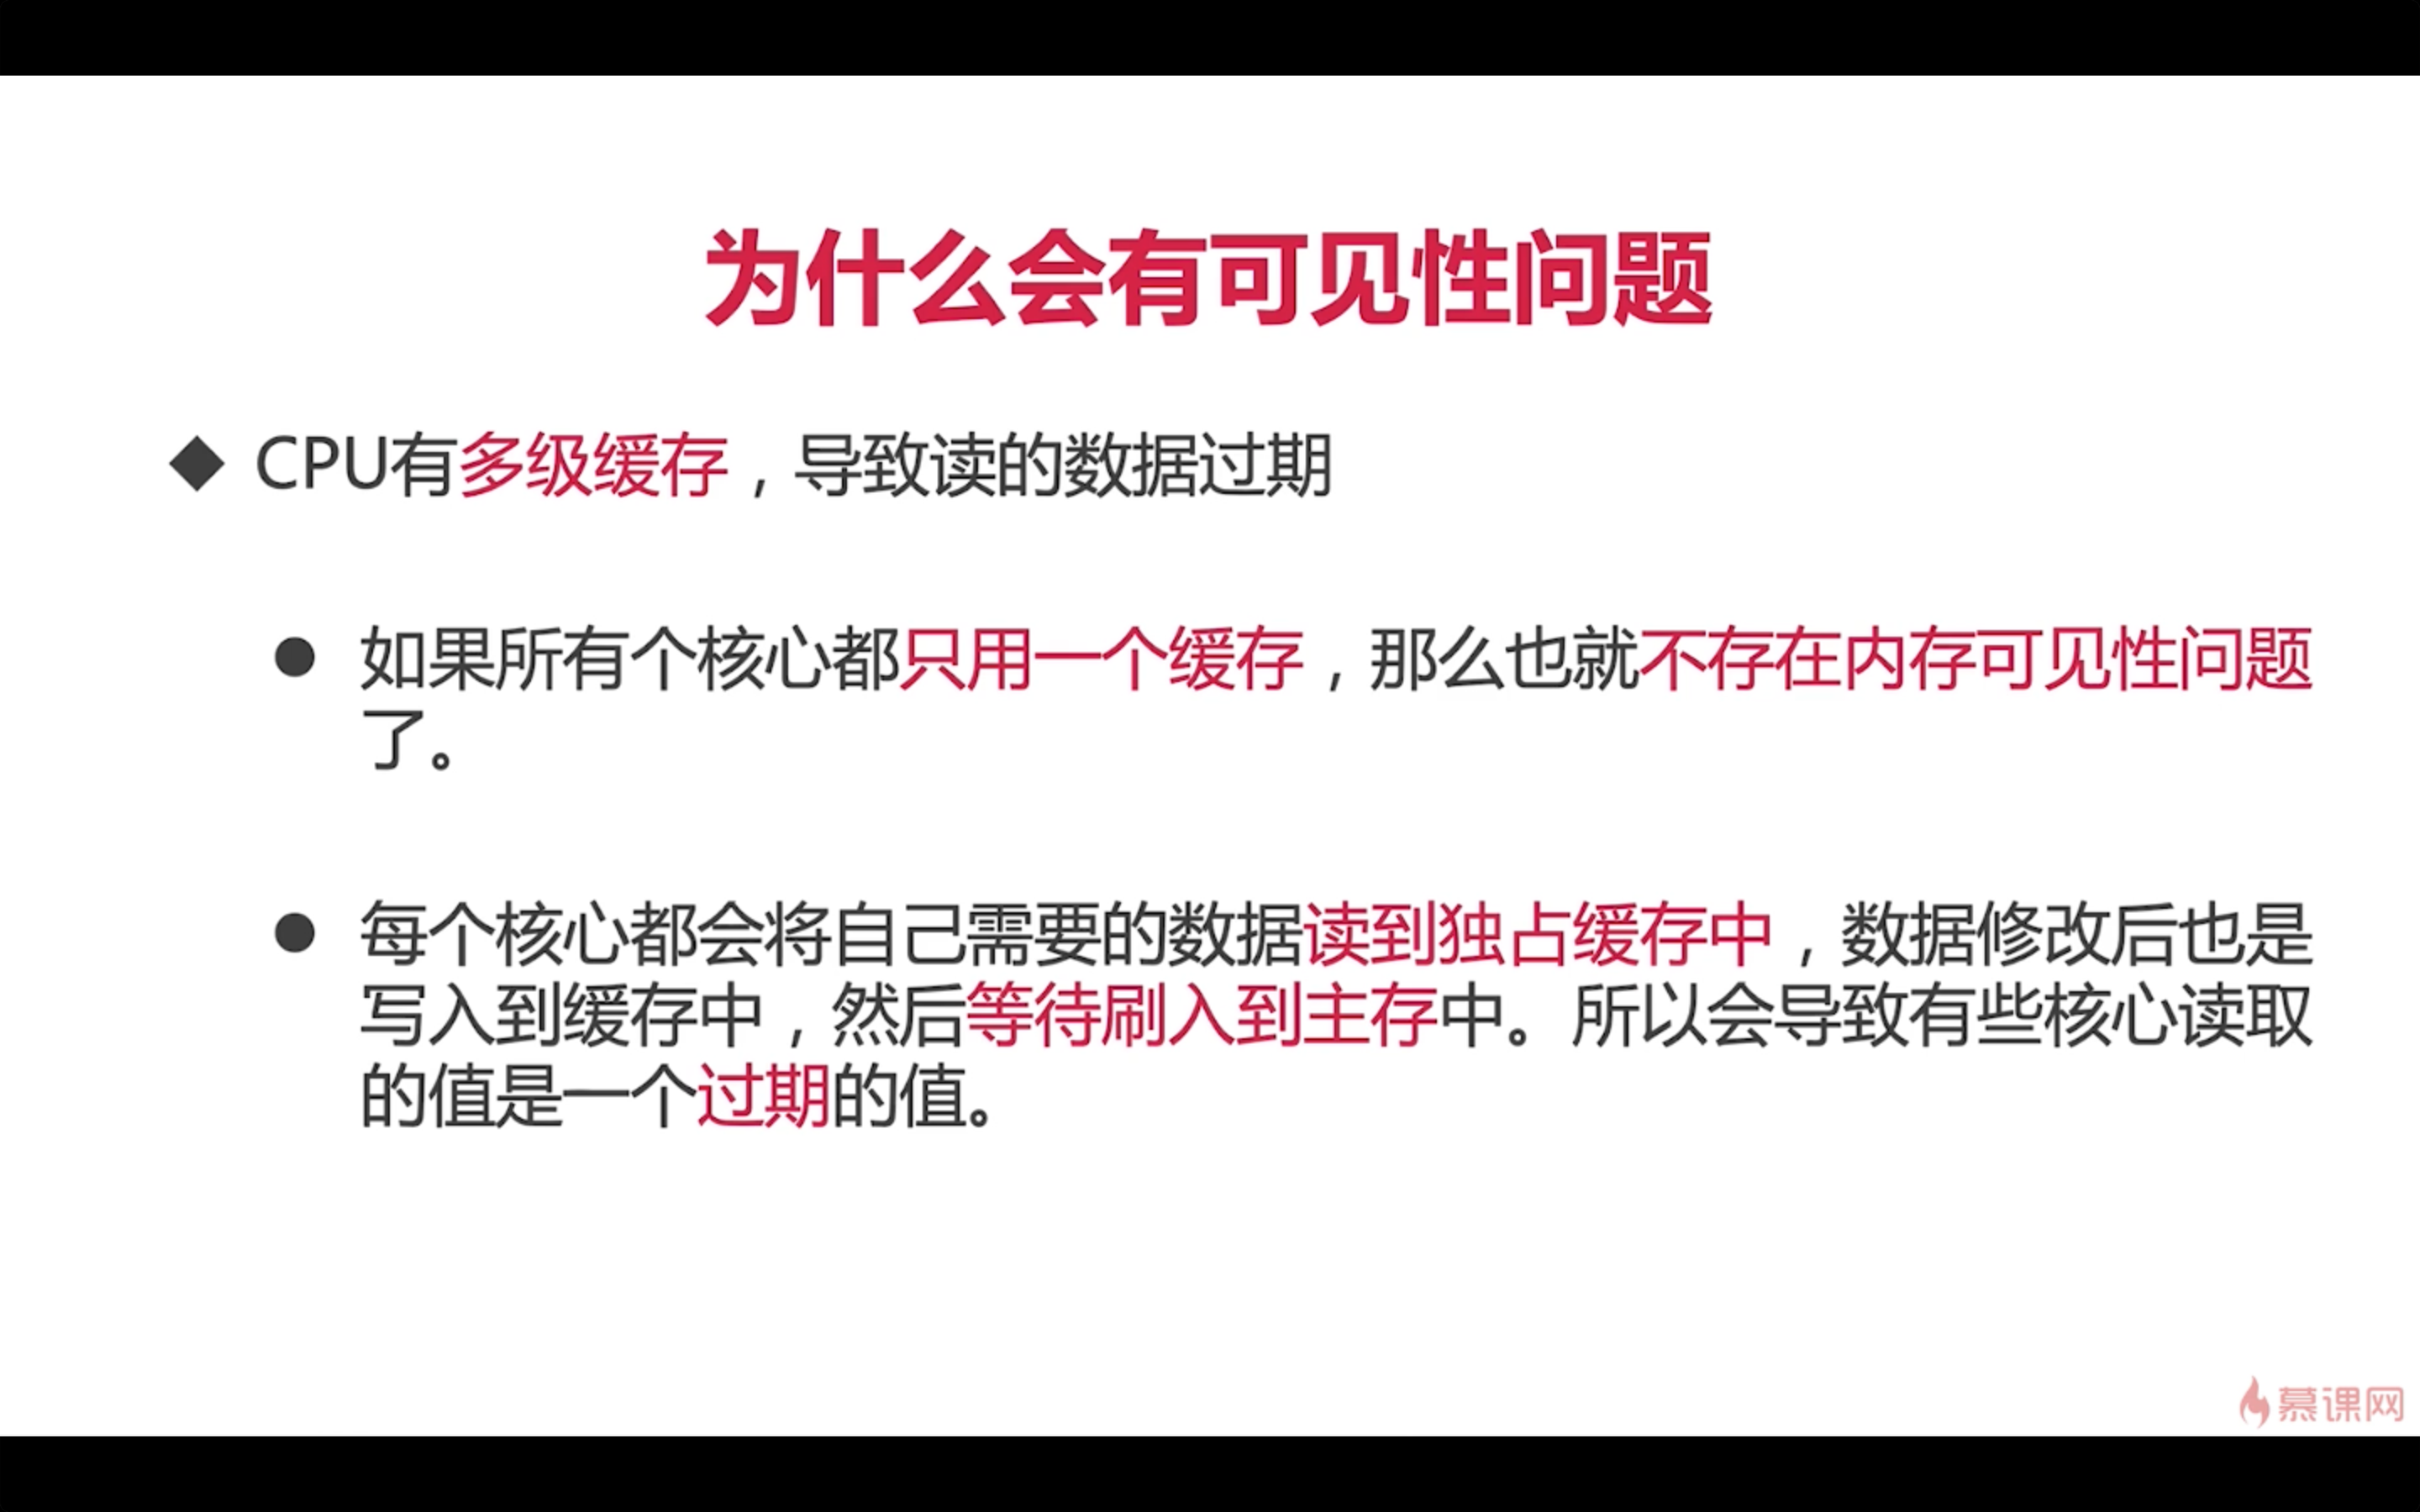 为什么会有可见性问题
CPU有多级缓存，导致读的数据过期
如果所有个核心都只用一个缓存，那么也就不存在内存可见性问题
了。
每个核心都会将自己需要的数据读到独占缓存中，数据修改后也是
写入到缓存中，然后等待刷入到主存中。所以会导致有些核心读取
的值是一个过期的值。
慕课网